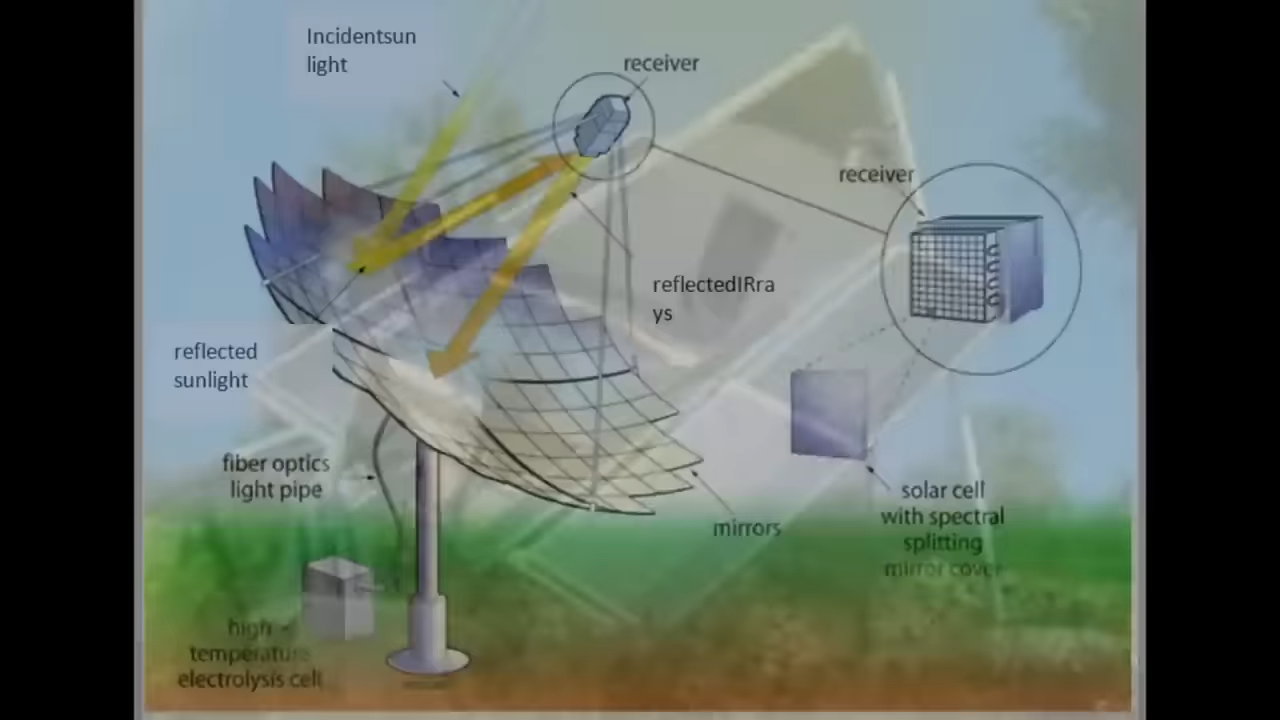 Incidentsun
light
receiver
receiver
reflectedIRra
ys
reflected
sunlight
fiber optics
light pipe
mirrors
solar cell
with spectral
splitting
mirror cover
high -
temperature
electrolysis cell